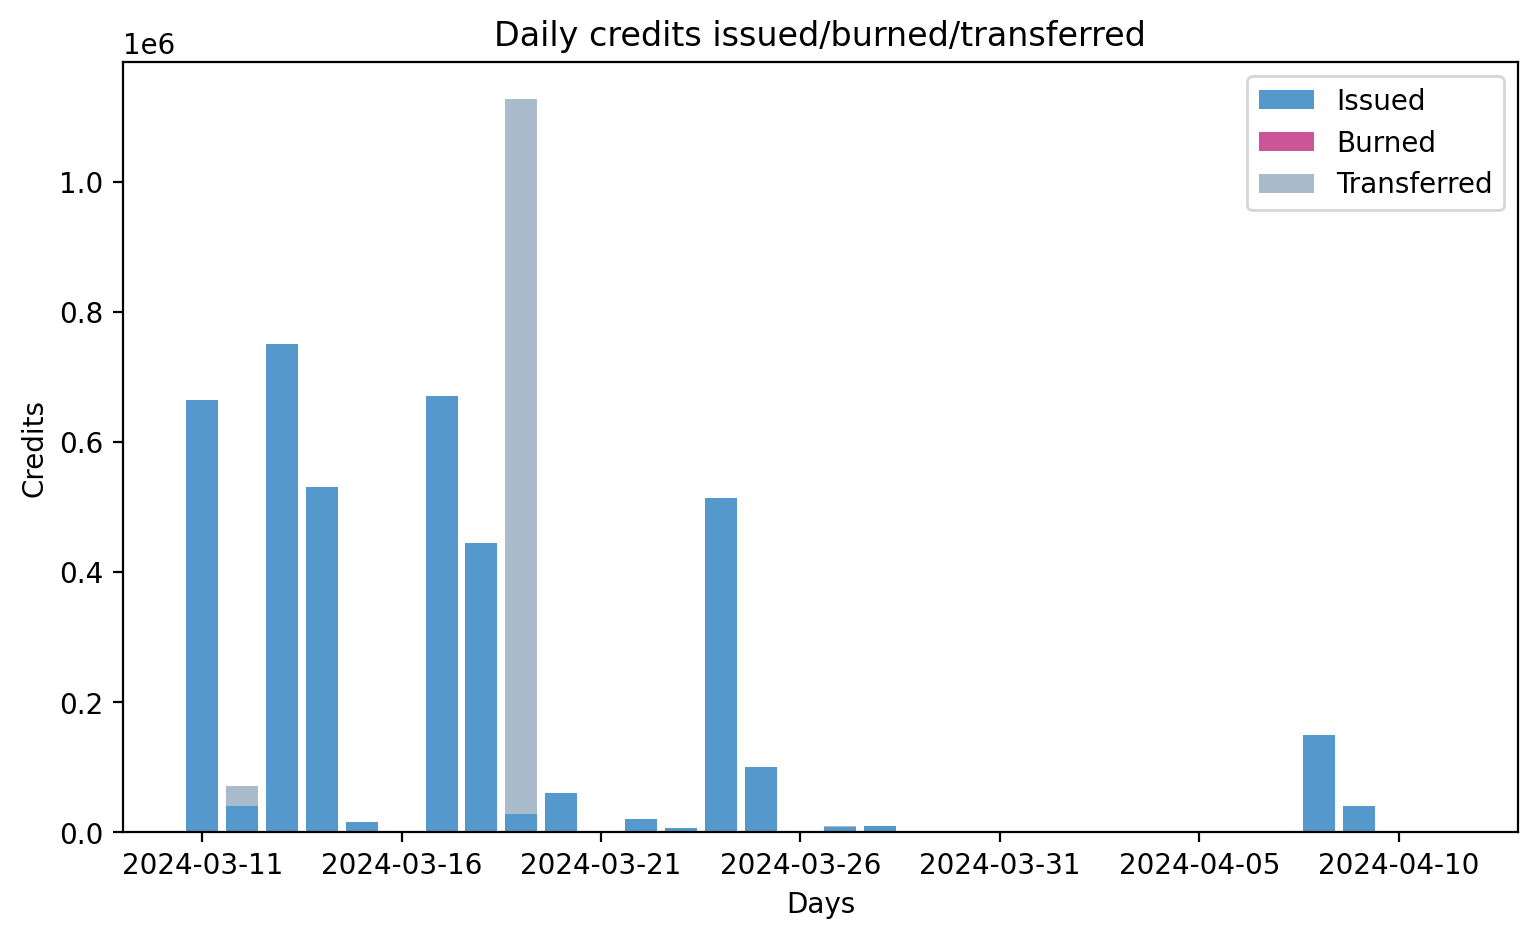 Daily credits issued/burned/transferred
1e6
Issued
Burned
Transferred
1.0
0.8
0.6
0.4
0.2
0.0
Credits
2024-03-11 2024-03-16 2024-03-21 2024-03-26 2024-03-31 2024-04-05 2024-04-10
Days